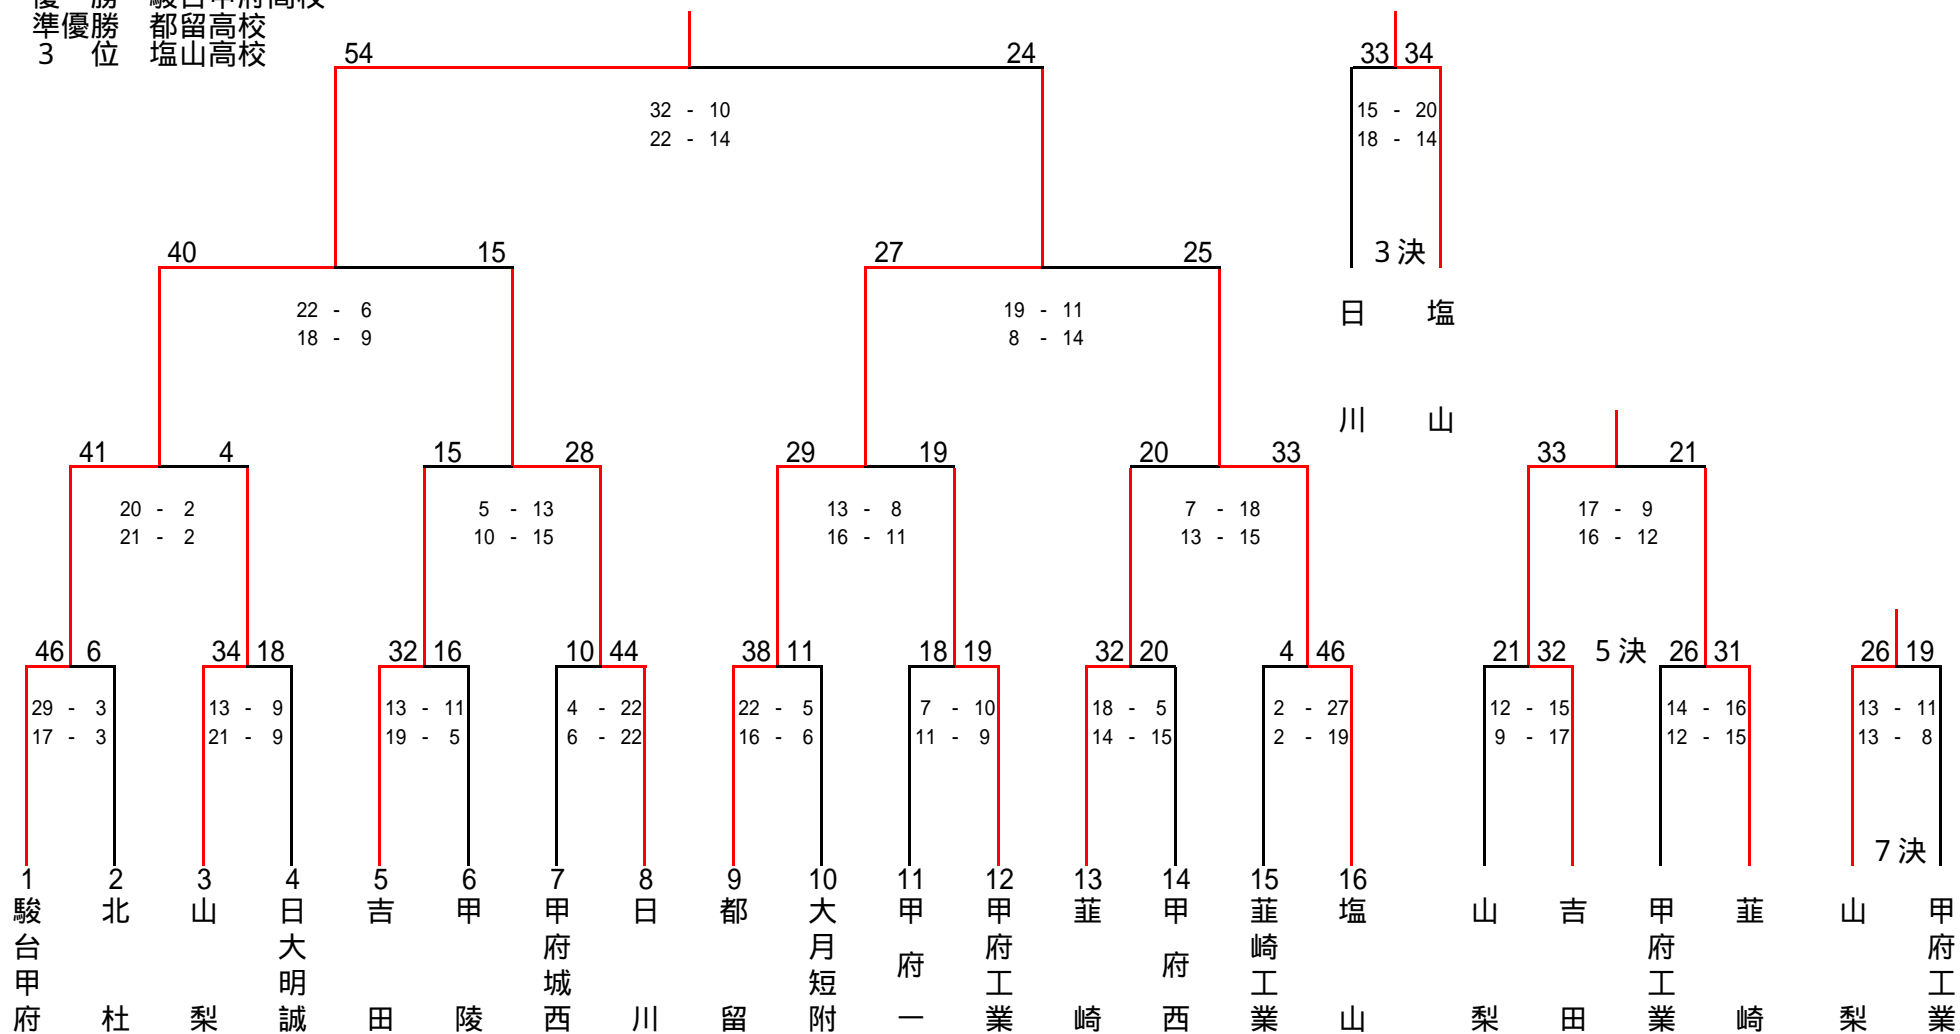 優　勝　駿台甲府高校
準優勝　都留高校
3　位　塩山高校
54 24 33 34
32 - 10 15 - 20
22 - 14 18 - 14
40 15 27 25 3決
22 - 6 19 - 11
18 - 9 8 - 14
日川 塩山
41 4 15 28 29 19 20 33 33 21
20 - 2 5 - 13 13 - 8 7 - 18 17 - 9
21 - 2 10 - 15 16 - 11 13 - 15 16 - 12
46 6 34 18 32 16 10 44 38 11 18 19 32 20 4 46 21 32 5決 26 31 26 19
29 - 3 13 - 9 13 - 11 4 - 22 22 - 5 7 - 10 18 - 5 2 - 27 12 - 15 14 - 16 13 - 11
17 - 3 21 - 9 19 - 5 6 - 22 16 - 6 11 - 9 14 - 15 2 - 19 9 - 17 12 - 15 13 - 8
7決
1 2 3 4 5 6 7 8 9 10 11 12 13 14 15 16
駿台甲府
北杜
山梨
日大明誠
吉田
甲陵
甲府城西
日川
都留
大月短附
甲府一
甲府工業
韮崎
甲府西
韮崎工業
塩山
山梨
吉田
甲府工業
韮崎
山梨
甲府工業